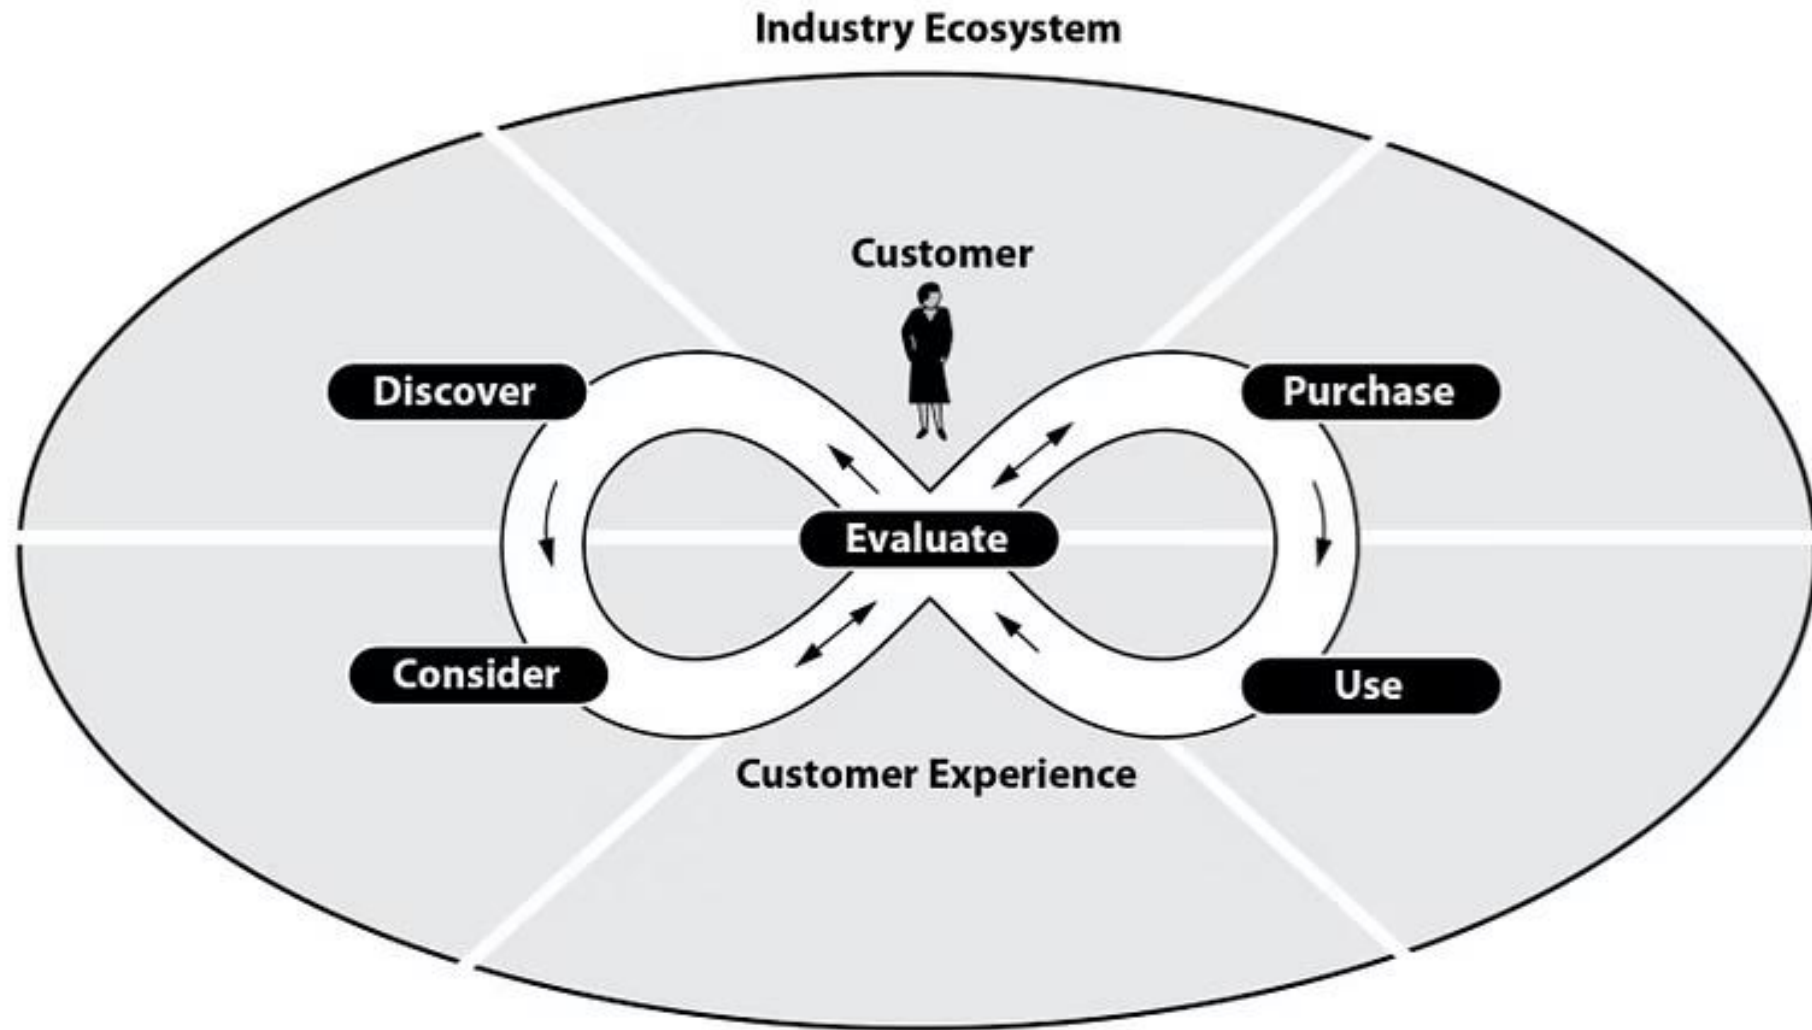 Industry Ecosystem
Customer
Discover
Purchase
Evaluate
Consider
Use
Customer Experience